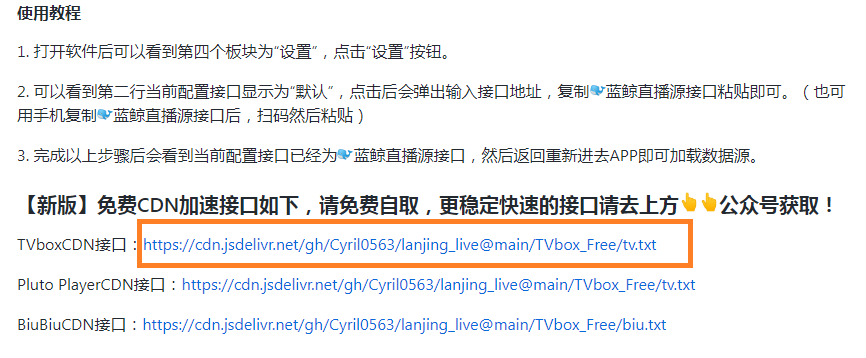 使用教程
1. 打开软件后可以看到第四个板块为“设置”，点击“设置”按钮。
2. 可以看到第二行当前配置接口显示为“默认”，点击后会弹出输入接口地址，复制🐳蓝鲸直播源接口粘贴即可。（也可
用手机复制🐳蓝鲸直播源接口后，扫码然后粘贴）
3. 完成以上步骤后会看到当前配置接口已经为🐳蓝鲸直播源接口，然后返回重新进去APP即可加载数据源。
【新版】免费CDN加速接口如下，请免费自取，更稳定快速的接口请去上方👆👆公众号获取！
TVboxCDN接口：https://cdn.jsdelivr.net/gh/Cyril0563/lanjing_live@main/TVbox_Free/tv.txt
Pluto PlayerCDN接口：https://cdn.jsdelivr.net/gh/Cyril0563/lanjing_live@main/TVbox_Free/tv.txt
BiuBiuCDN接口：https://cdn.jsdelivr.net/gh/Cyril0563/lanjing_live@main/TVbox_Free/biu.txt